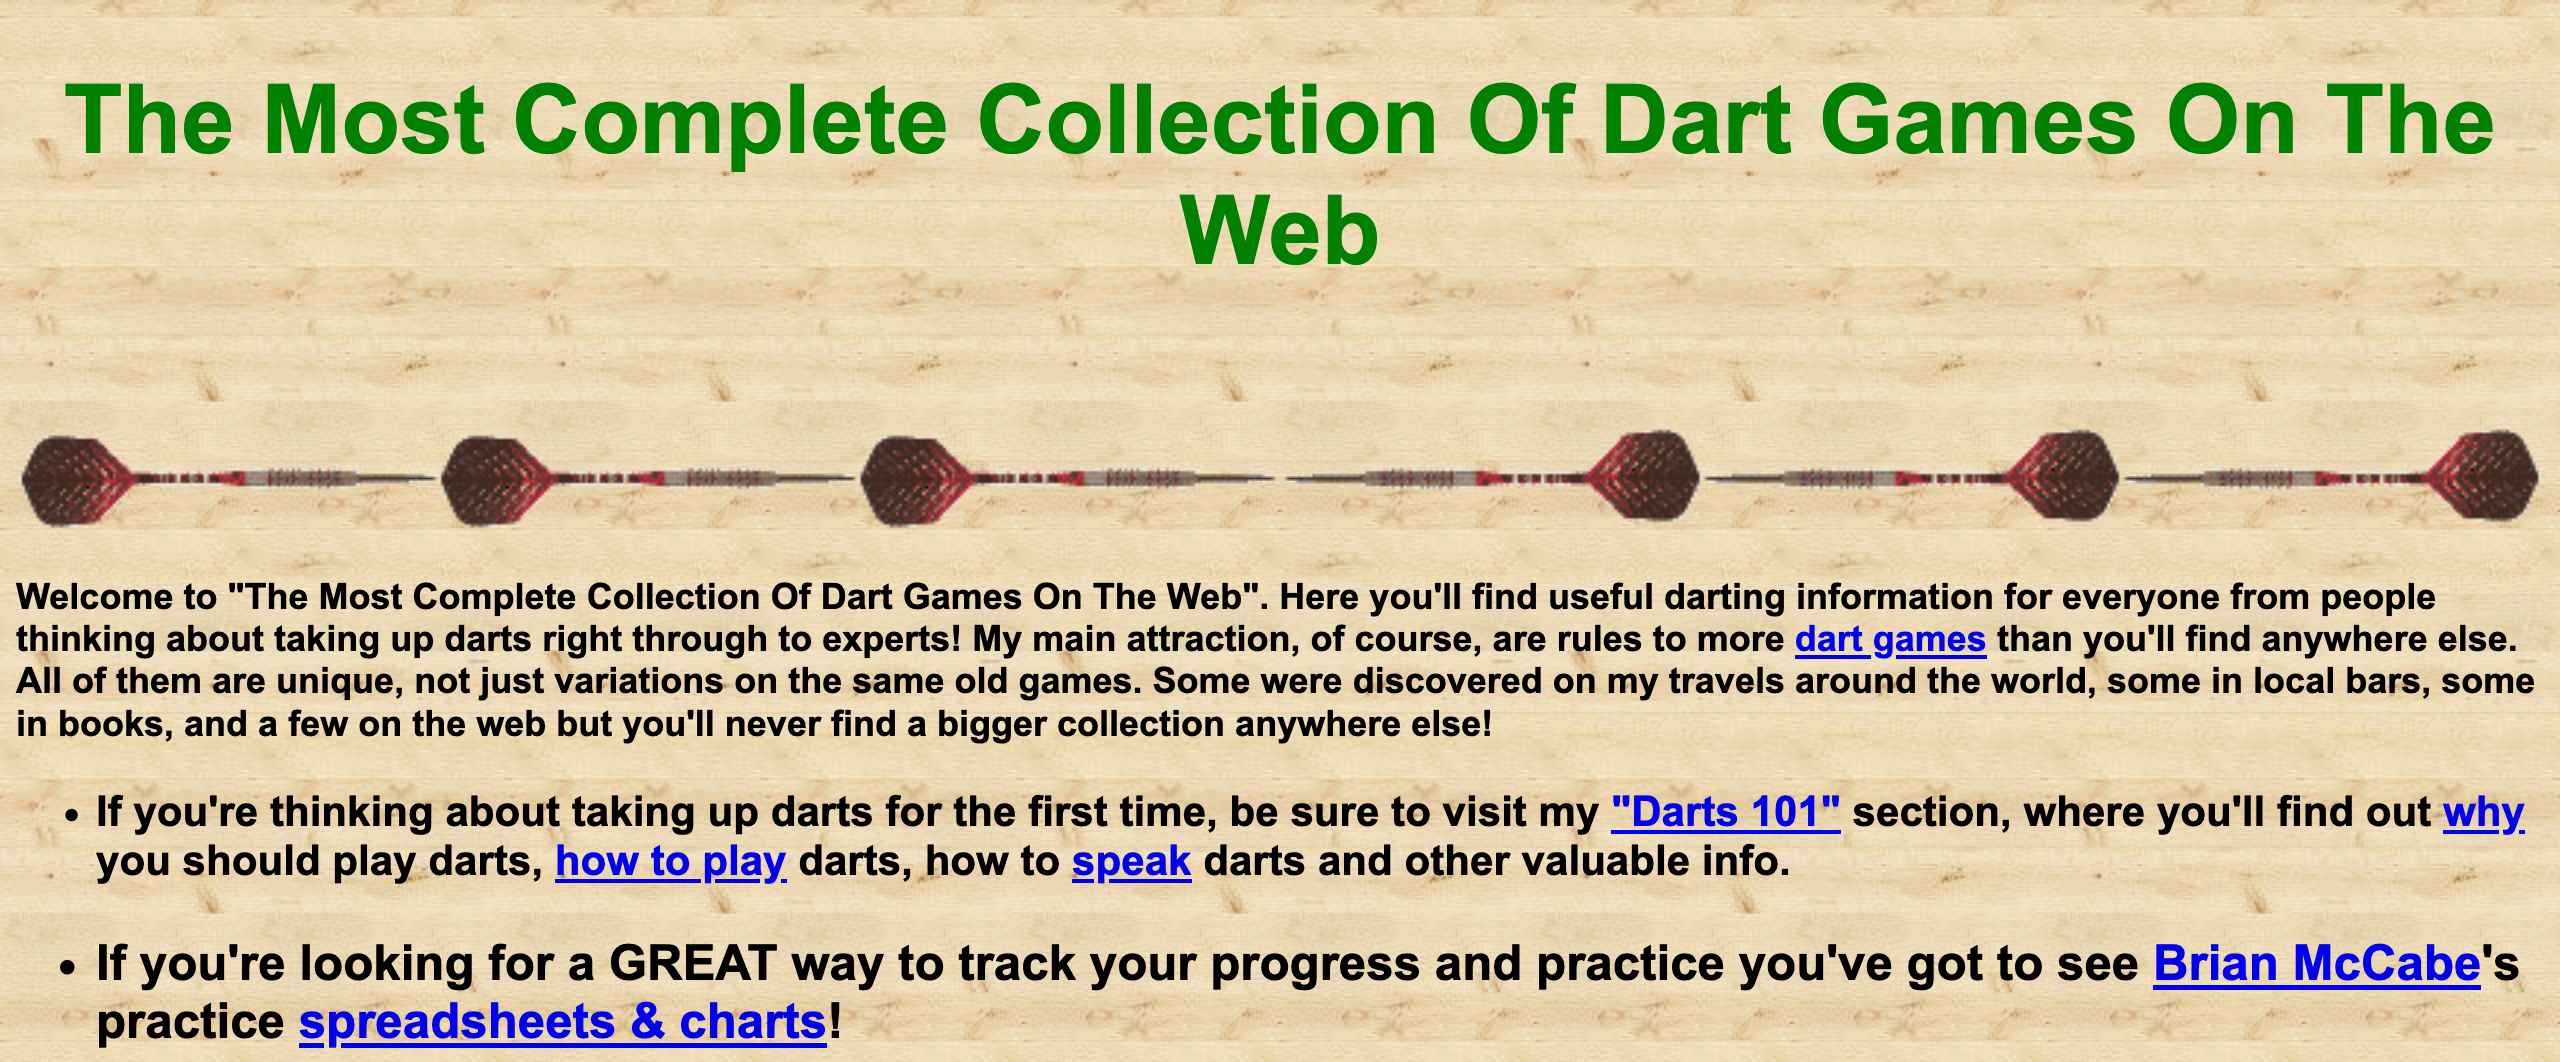 The Most Complete Collection Of Dart Games On The
Web
Welcome to "The Most Complete Collection Of Dart Games On The Web". Here you'll find useful darting information for everyone from people
thinking about taking up darts right through to experts! My main attraction, of course, are rules to more dart games than you'll find anywhere else.
All of them are unique, not just variations on the same old games. Some were discovered on my travels around the world, some in local bars, some
in books, and a few on the web but you'll never find a bigger collection anywhere else!
• If you're thinking about taking up darts for the first time, be sure to visit my "Darts 101" section, where you'll find out why
you should play darts, how to play darts, how to speak darts and other valuable info.
• If you're looking for a GREAT way to track your progress and practice you've got to see Brian McCabe's
practice spreadsheets & charts!